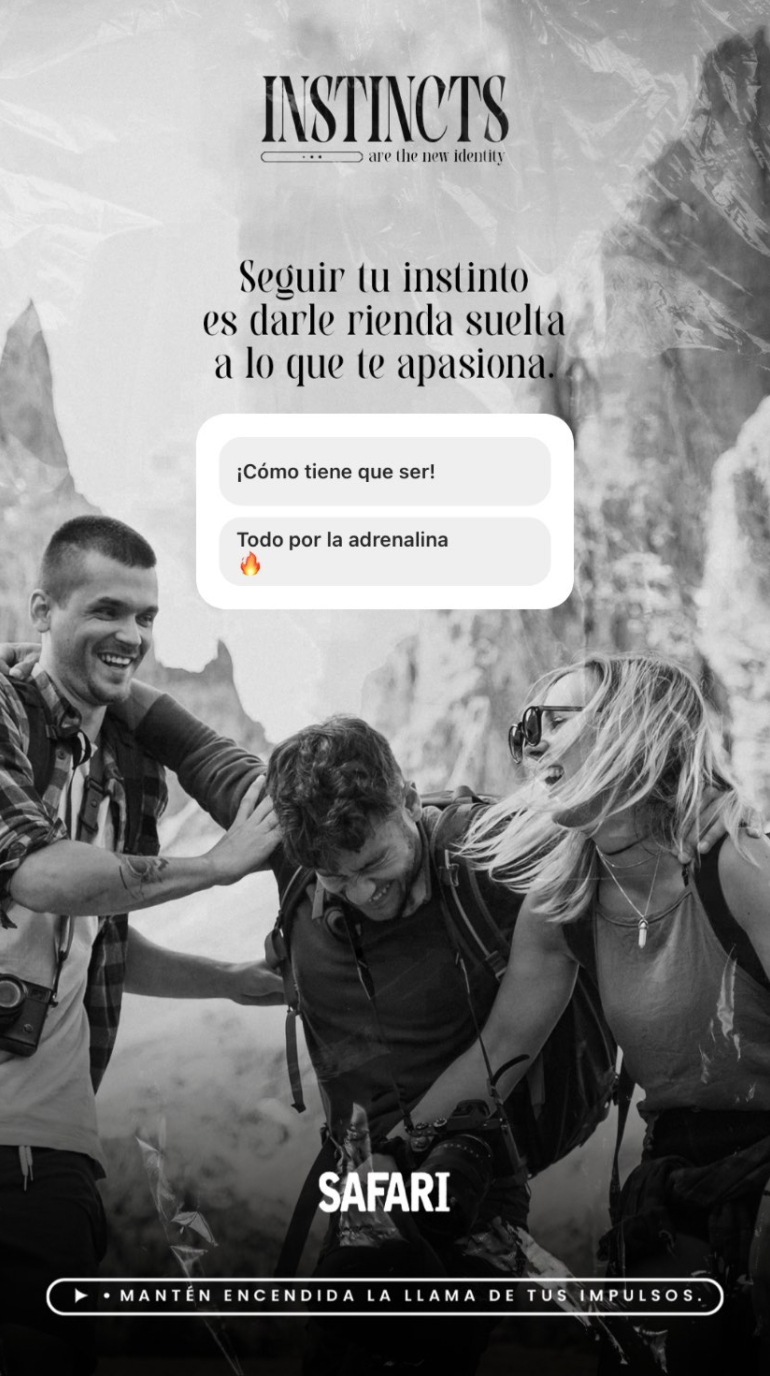 INSTINCTS
are the new identity
Seguir tu instinto
es darle rienda suelta
a lo que te apasiona.
¡Cómo tiene que ser!
Todo por la adrenalina
🔥
SAFARI
• MANTÉN ENCENDIDA LA LLAMA DE TUS IMPULSOS.